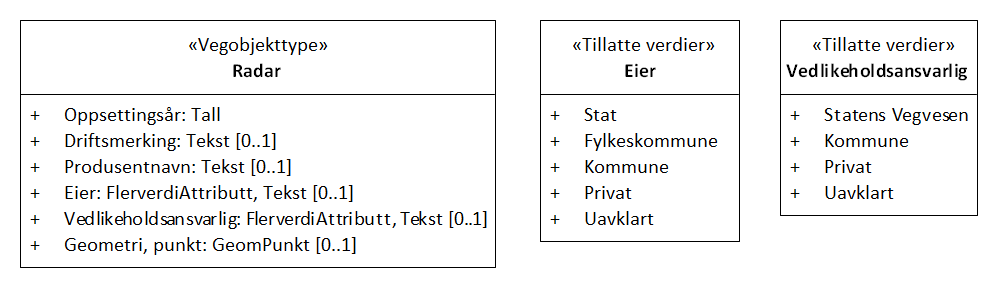 «Vegobjekttype»
Radar
+ Oppsettingsår: Tall
+ Driftsmerking: Tekst [0..1]
+ Produsentnavn: Tekst [0..1]
+ Eier: FlerverdiAttributt, Tekst [0..1]
+ Vedlikeholdsansvarlig: FlerverdiAttributt, Tekst [0..1]
+ Geometri, punkt: GeomPunkt [0..1]
«Tillatte verdier»
Eier
+ Stat
+ Fylkeskommune
+ Kommune
+ Privat
+ Uavklart
«Tillatte verdier»
Vedlikeholdsansvarlig
+ Statens Vegvesen
+ Kommune
+ Privat
+ Uavklart